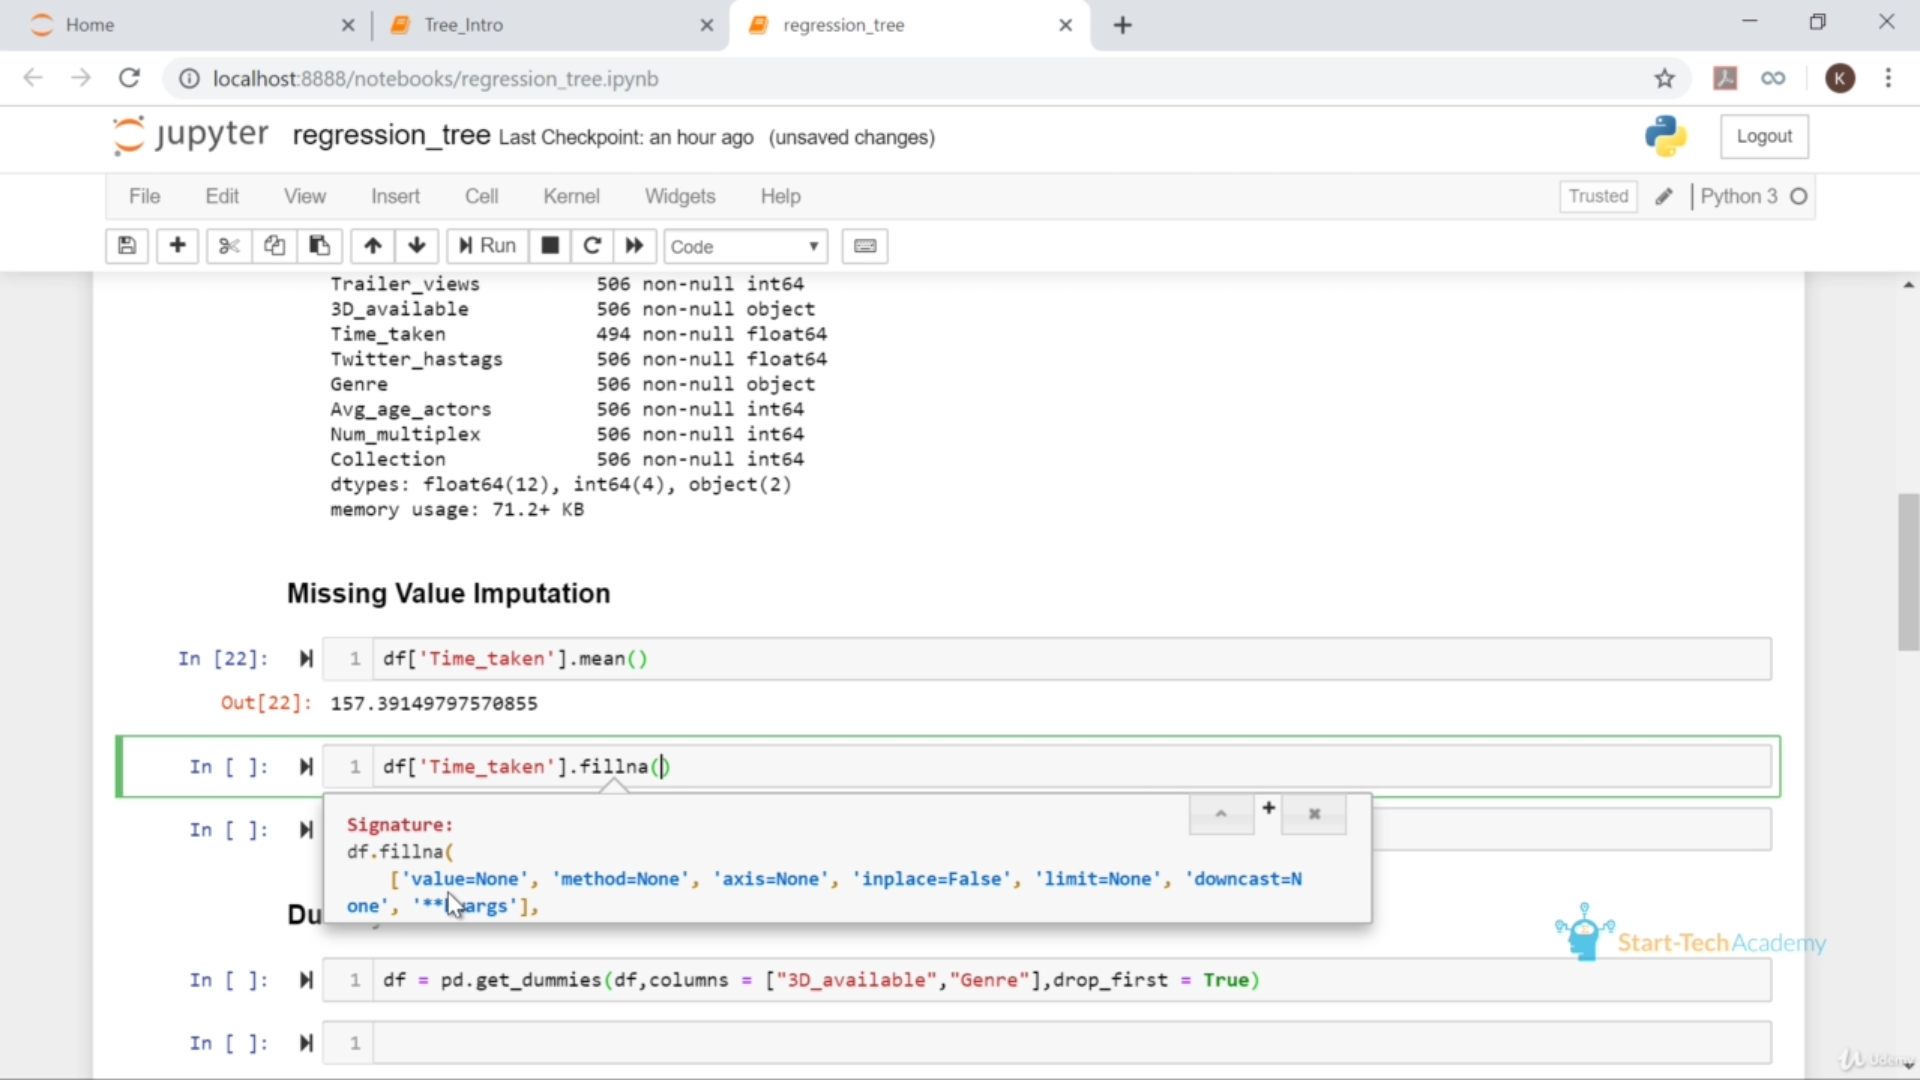 Home
Tree_Intro
regression_tree
localhost:8888/notebooks/regression_tree.ipynb
K
jupyter regression_tree Last Checkpoint: an hour ago (unsaved changes)
Logout
File Edit View Insert Cell Kernel Widgets Help
Trusted
Python 3
Run
Code
Trailer_views 506 non-null int64
3D_available 506 non-null object
Time_taken 494 non-null float64
Twitter_hastags 506 non-null float64
Genre 506 non-null object
Avg_age_actors 506 non-null int64
Num_multiplex 506 non-null int64
Collection 506 non-null int64
dtypes: float64(12), int64(4), object(2)
memory usage: 71.2+ KB
Missing Value Imputation
In [22]: 1 df['Time_taken'].mean()
Out[22]: 157.39149797570855
In [ ]: 1 df['Time_taken'].fillna()
In [ ]:
Signature:
df.fillna(
['value=None', 'method=None', 'axis=None', 'inplace=False', 'limit=None', 'downcast=N
one', '**args'],
Du
Start-TechAcademy
In [ ]: 1 df = pd.get_dummies(df,columns = ["3D_available","Genre"],drop_first = True)
In [ ]: 1
Udemy